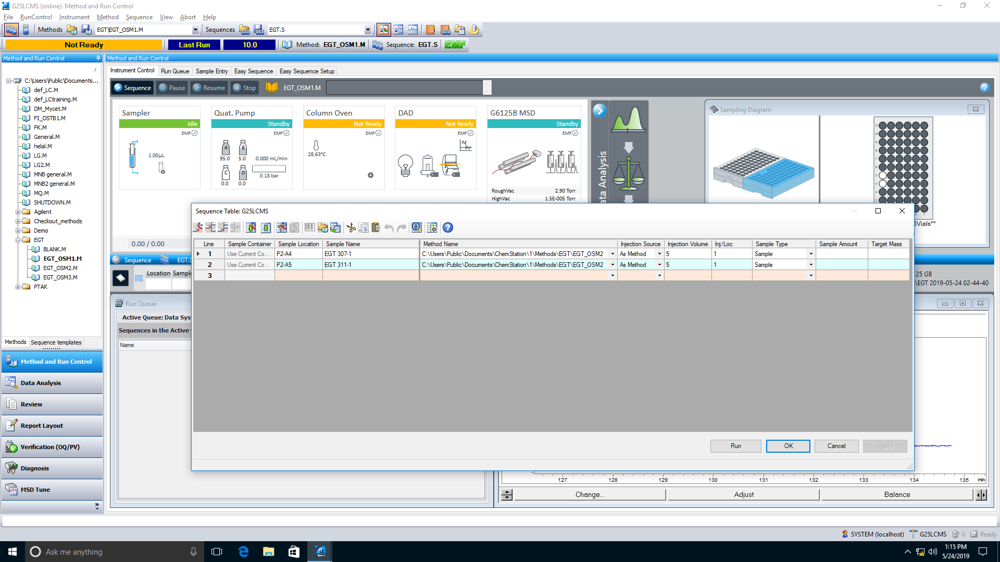 G25LCMS (online): Method and Run Control
File RunControl Instrument Method Sequence View Abort Help
Methods EGT\EGT_OSM1.M Sequences EGT.S
Not Ready Last Run 10.0 Method: EGT_OSM1.M Sequence: EGT.S EMF
Method and Run Control
C:\Users\Public\Documents...
def_LC.M
def_LCtraining.M
DM_Mycet.M
FI_OSTB1.M
FK.M
General.M
helal.M
LG.M
LG2.M
MNB general.M
MNB2 general.M
MQ.M
SHUTDOWN.M
Agilent
Checkout_methods
Demo
EGT
BLANK.M
EGT_OSM1.M
EGT_OSM2.M
EGT_OSM3.M
PTAK
Methods Sequence templates
Method and Run Control
Data Analysis
Review
Report Layout
Verification (OQ/PV)
Diagnosis
MSD Tune
Method and Run Control
Instrument Control Run Queue Sample Entry Easy Sequence Easy Sequence Setup
Sequence Pause Resume Stop EGT_OSM1.M
Sampler
Idle
EMF
1.00µL
Quat. Pump
Standby
EMF
A B
95.0 5.0 0.000 mL/min
C D
0.18 bar
0.0 0.0
Column Oven
Not Ready
EMF
28.63°C
DAD
Not Ready
EMF
G6125B MSD
Standby
EMF
RoughVac 2.90 Torr
HighVac 1.5E-005 Torr
ata Analysis
Sampling Diagram
6Vials**
0.00 / 0.00
Sequence EGT.S
Location Sample
25 GB
\EGT 2019-05-24 02-44-40
Run Queue
Active Queue: Data Sys
Sequences in the Active
Name
Sequence Table: G25LCMS
Line Sample Container Sample Location Sample Name Method Name Injection Source Injection Volume Inj/Loc Sample Type Sample Amount Target Mass
1 Use Current Co... P2-A4 EGT 307-1 C:\Users\Public\Documents\ChemStation\1\Methods\EGT\EGT_OSM2 As Method 5 1 Sample
2 Use Current Co... P2-A5 EGT 311-1 C:\Users\Public\Documents\ChemStation\1\Methods\EGT\EGT_OSM2 As Method 5 1 Sample
3
Run OK Cancel Apply
127 128 129 130 131 132 133 134 135 min
Change... Adjust Balance
SYSTEM (localhost) G25LCMS 0 Ready
Ask me anything
1:15 PM
5/24/2019